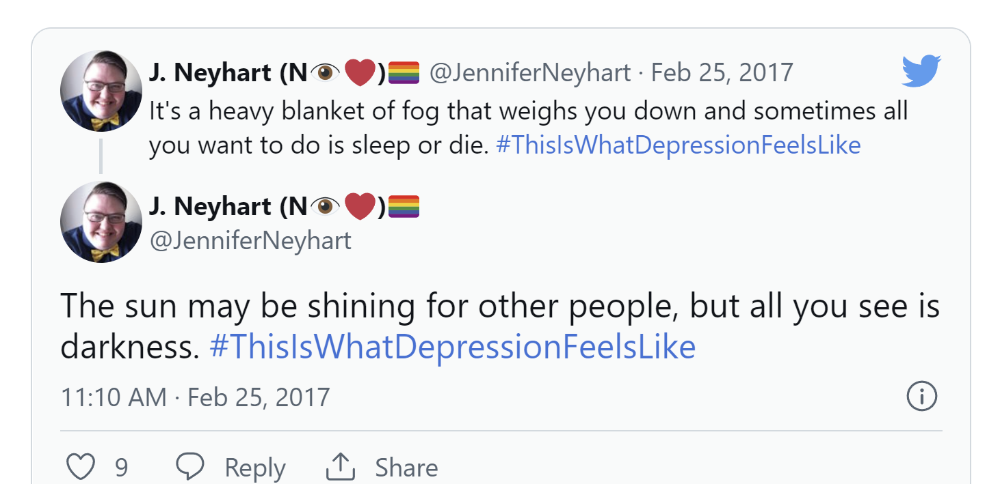 J. Neyhart (N👁️❤️)🏳️‍🌈 @JenniferNeyhart · Feb 25, 2017
It's a heavy blanket of fog that weighs you down and sometimes all
you want to do is sleep or die. #ThisIsWhatDepressionFeelsLike
J. Neyhart (N👁️❤️)🏳️‍🌈
@JenniferNeyhart
The sun may be shining for other people, but all you see is
darkness. #ThisIsWhatDepressionFeelsLike
11:10 AM · Feb 25, 2017
9 Reply Share